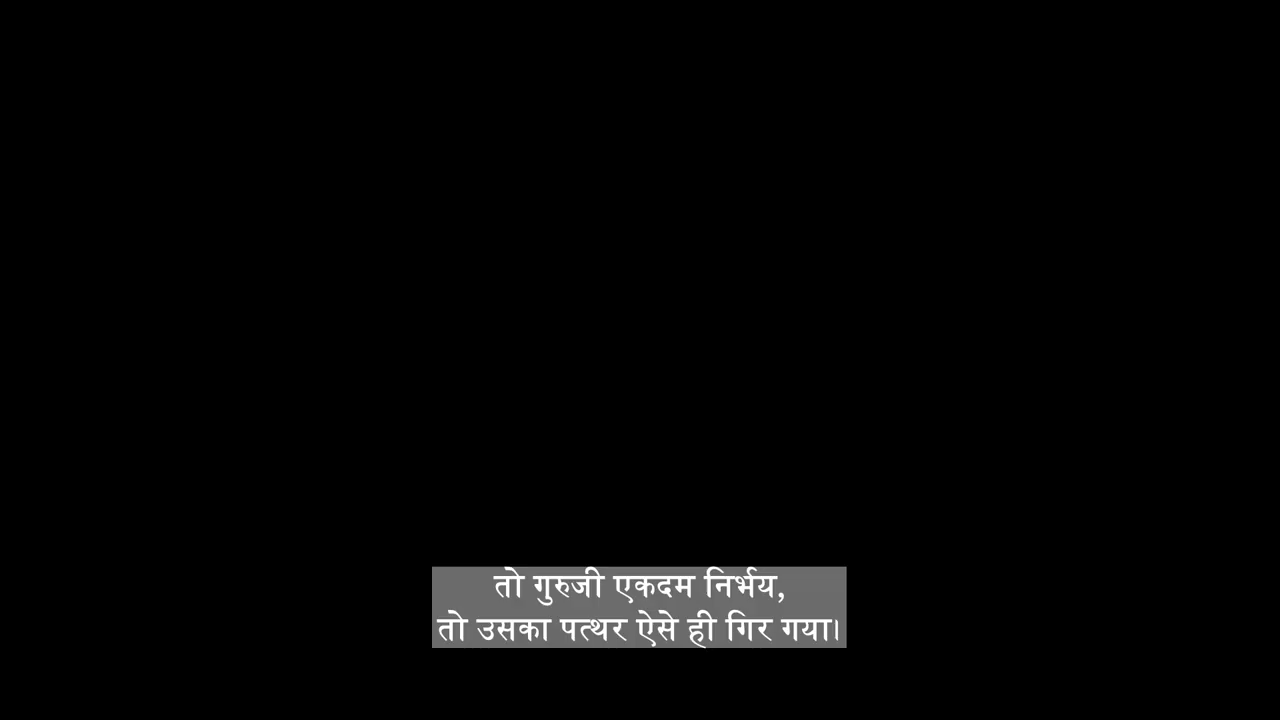 तो गुरुजी एकदम निर्भय,
तो उसका पत्थर ऐसे ही गिर गया।